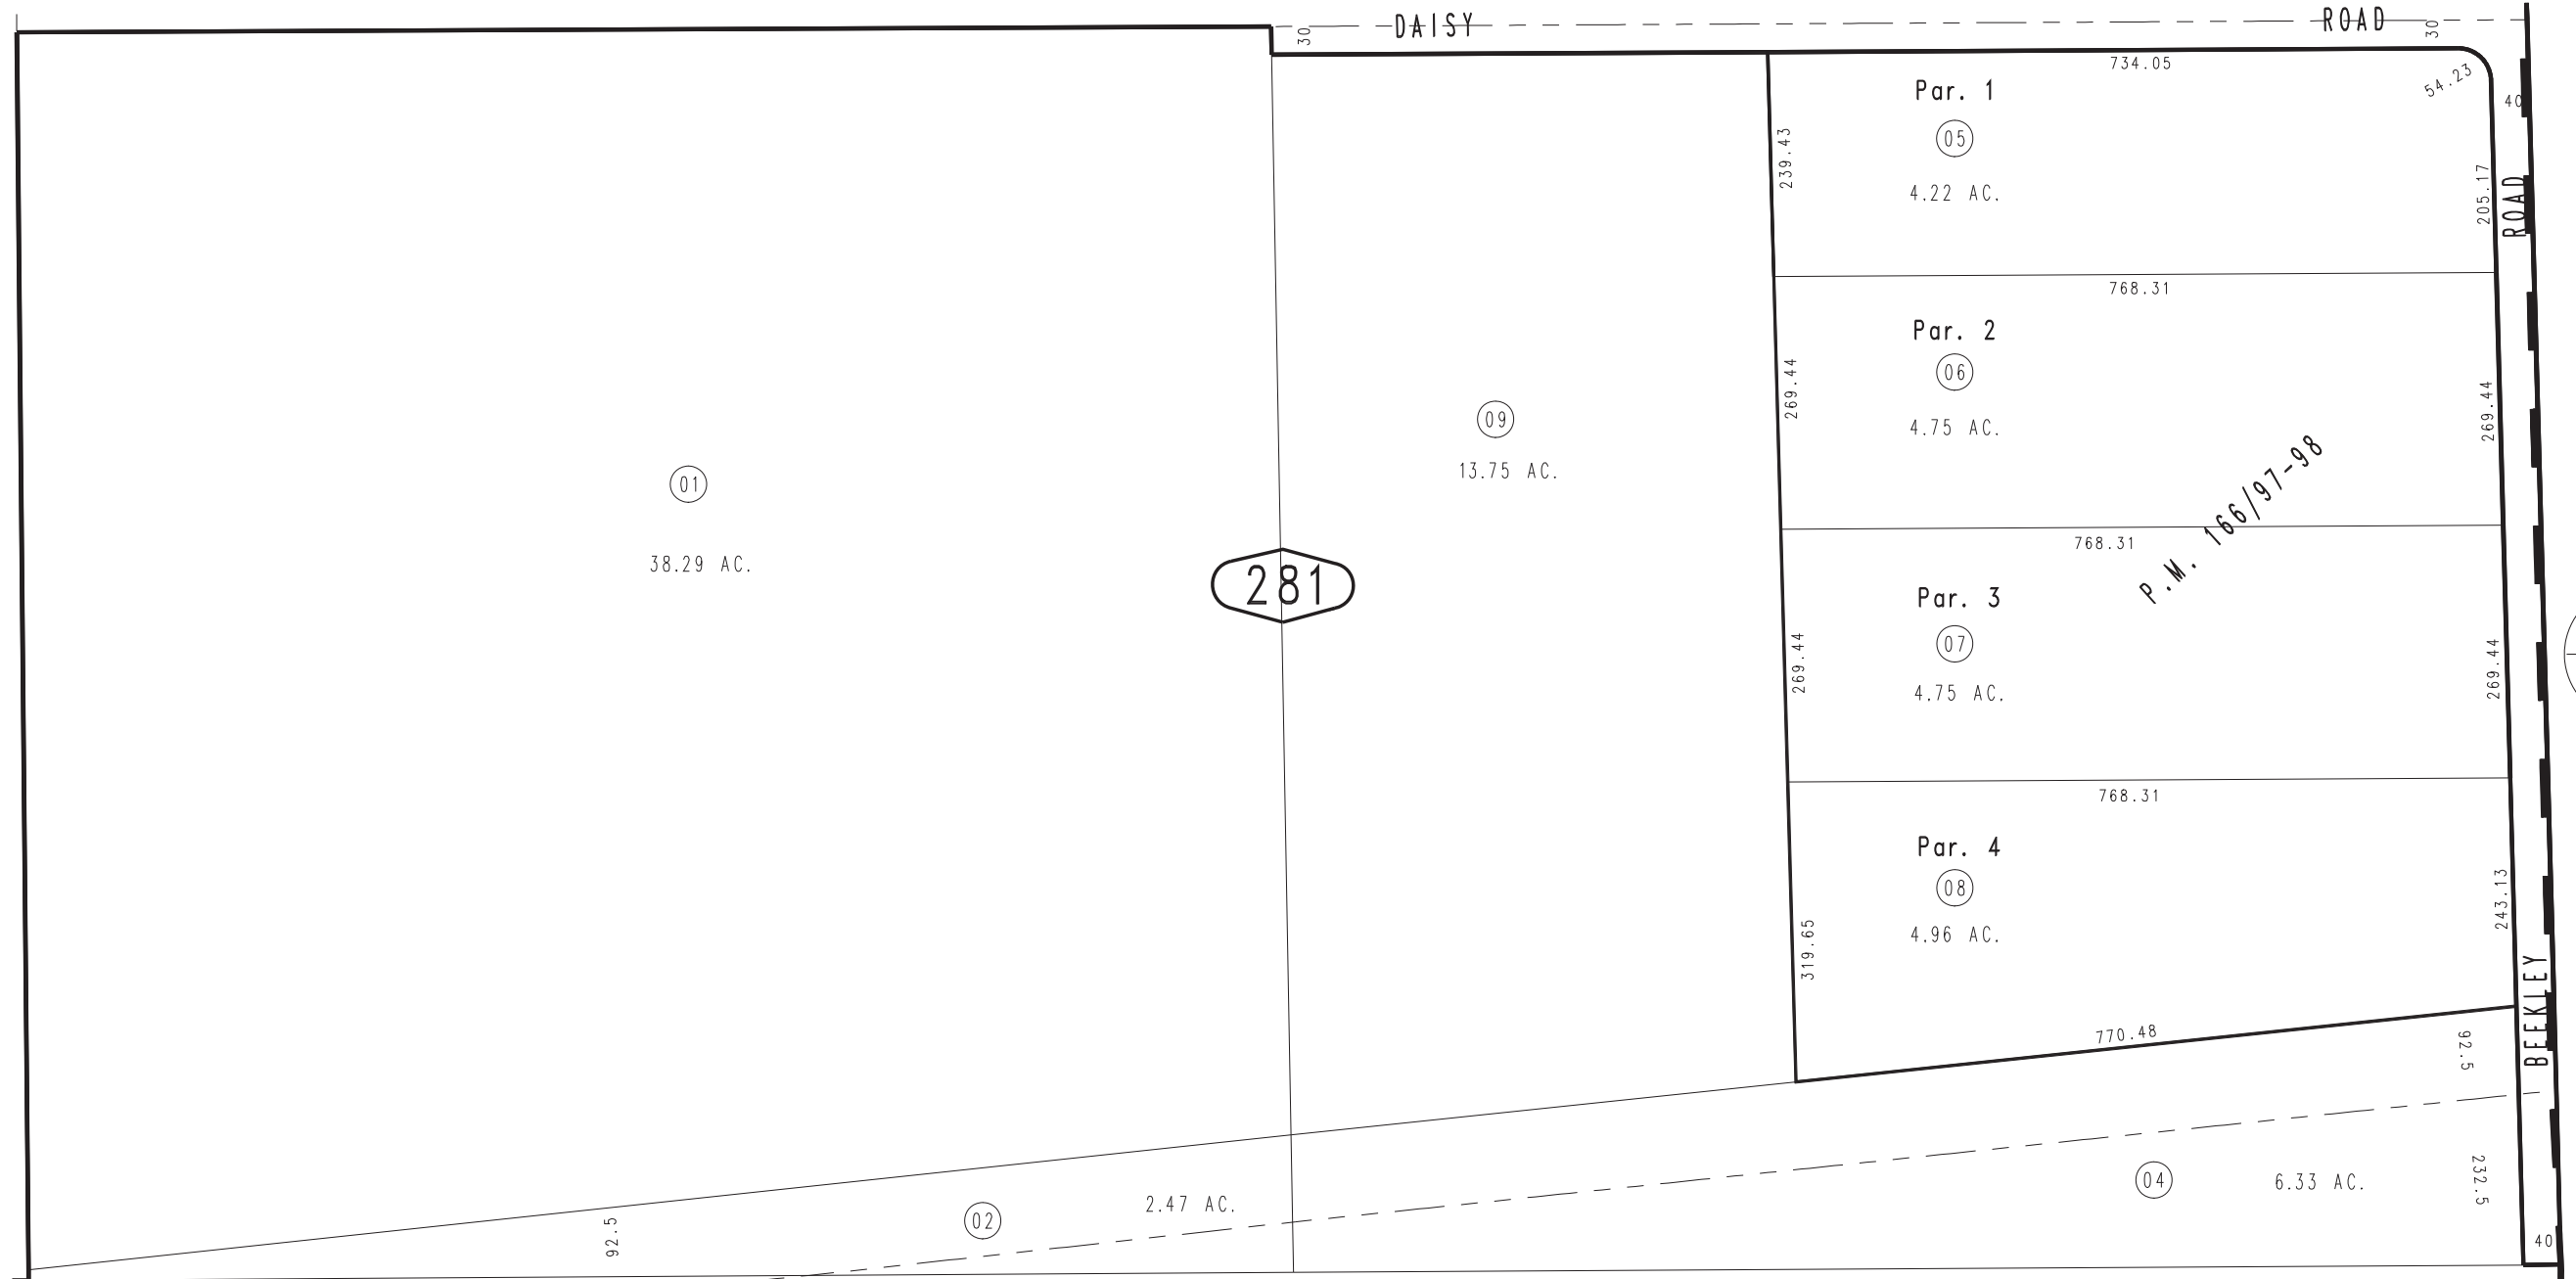 DAISY ROAD
30
30
734.05
54.23
40
Par. 1
05
4.22 AC.
239.43
205.17
ROAD
768.31
Par. 2
06
4.75 AC.
269.44
269.44
09
13.75 AC.
01
38.29 AC.
281
P.M. 166/97-98
768.31
Par. 3
07
4.75 AC.
269.44
269.44
768.31
Par. 4
08
4.96 AC.
319.65
243.13
BEEKLEY
770.48
92.5
04
6.33 AC.
232.5
02
2.47 AC.
92.5
40